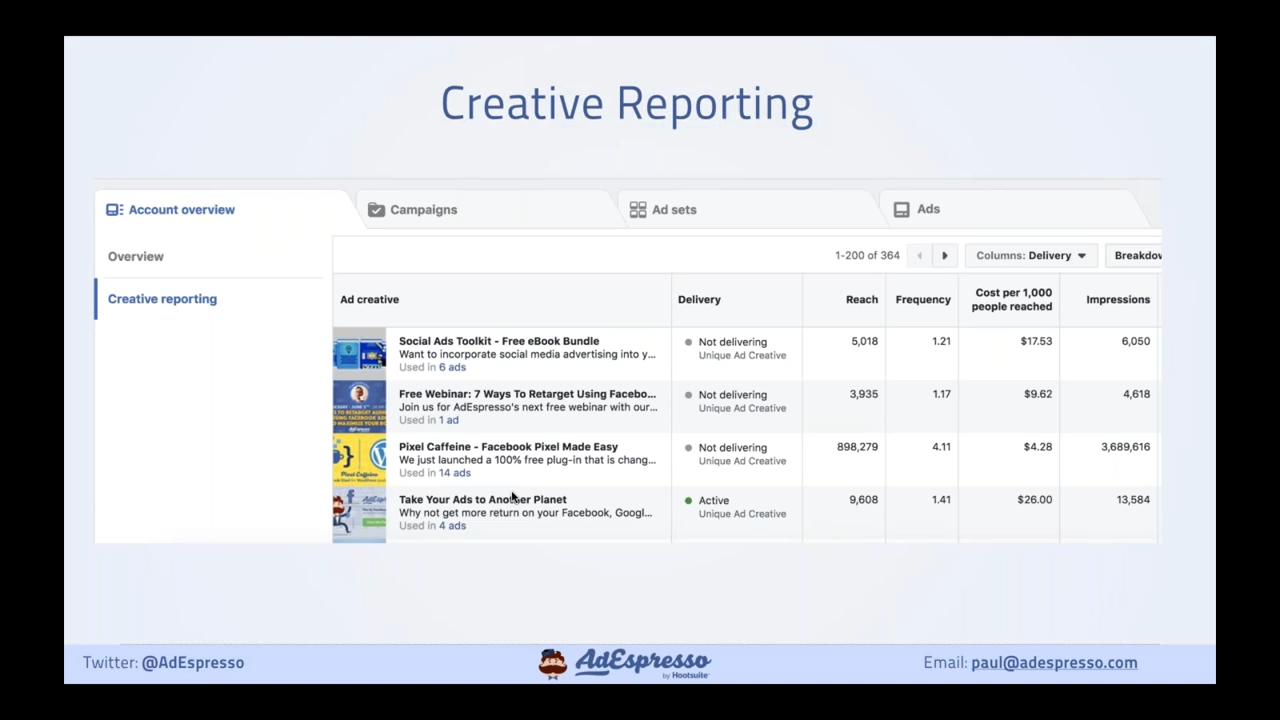 Creative Reporting
Account overview
Campaigns
Ad sets
Ads
Overview
Creative reporting
1-200 of 364
Columns: Delivery
Breakdow
Ad creative
Delivery
Reach
Frequency
Cost per 1,000
people reached
Impressions
Social Ads Toolkit - Free eBook Bundle
Want to incorporate social media advertising into y...
Used in 6 ads
Not delivering
Unique Ad Creative
5,018
1.21
$17.53
6,050
Free Webinar: 7 Ways To Retarget Using Facebo...
Join us for AdEspresso's next free webinar with our...
Used in 1 ad
Not delivering
Unique Ad Creative
3,935
1.17
$9.62
4,618
Pixel Caffeine - Facebook Pixel Made Easy
We just launched a 100% free plug-in that is chang...
Used in 14 ads
Not delivering
Unique Ad Creative
898,279
4.11
$4.28
3,689,616
Take Your Ads to Another Planet
Why not get more return on your Facebook, Googl...
Used in 4 ads
Active
Unique Ad Creative
9,608
1.41
$26.00
13,584
Twitter: @AdEspresso
AdEspresso
by Hootsuite
Email: paul@adespresso.com